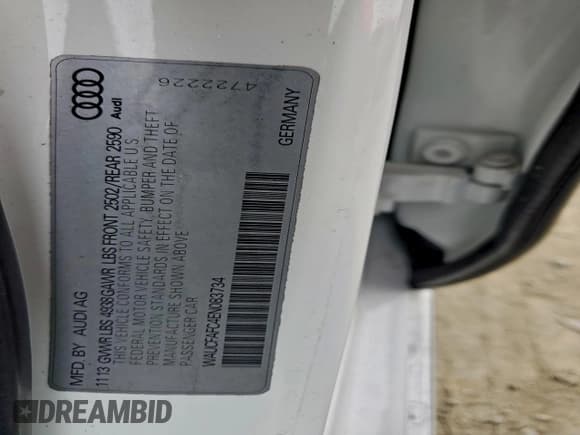 MFD. BY AUDI AG
11 13 GVWR LBS 4938 GAWR LBS FRONT 2502/REAR 2590
THIS VEHICLE CONFORMS TO ALL APPLICABLE U.S
FEDERAL MOTOR VEHICLE SAFETY, BUMPER AND THEFT
PREVENTION STANDARDS IN EFFECT ON THE DATE OF
MANUFACTURE SHOWN ABOVE
PASSENGER CAR
WAUCFAFC4EN083734
GERMANY
Audi
47222226
DREAMBID